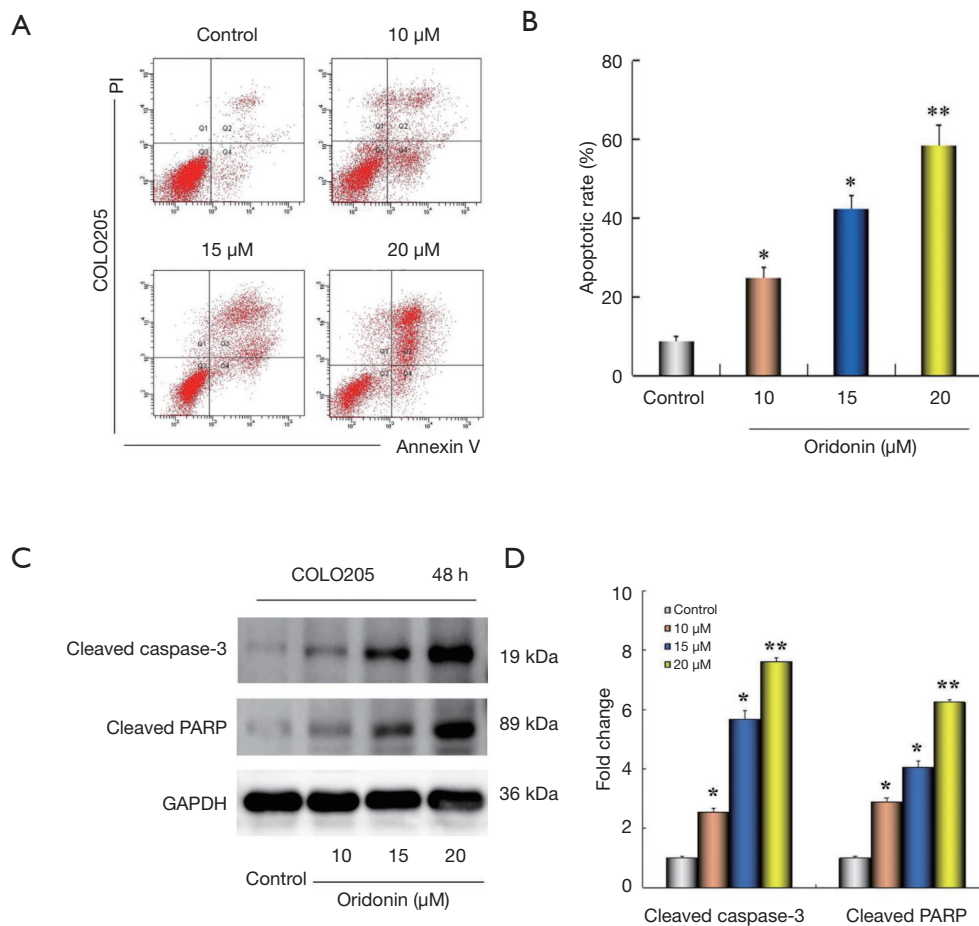 A
Control
10 µM
PI
COLO205
Q1 Q2
Q3 Q4
15 µM
20 µM
Annexin V
B
Apoptotic rate (%)
80
60
40
20
0
*
*
**
Control
10
15
20
Oridonin (µM)
C
COLO205 48 h
Cleaved caspase-3
19 kDa
Cleaved PARP
89 kDa
GAPDH
36 kDa
Control
10
15
20
Oridonin (µM)
D
Fold change
10
8
6
4
2
0
Control
10 µM
15 µM
20 µM
*
*
**
*
*
**
Cleaved caspase-3
Cleaved PARP